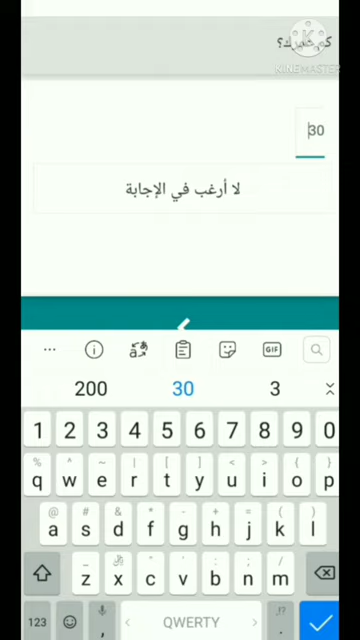 كم عمرك؟
KINEMASTER
30
لا أرغب في الإجابة
GIF
200 30 3
1 2 3 4 5 6 7 8 9 0
q w e r t y u i o p
a s d f g h j k l
z x c v b n m
123 , QWERTY ,!?